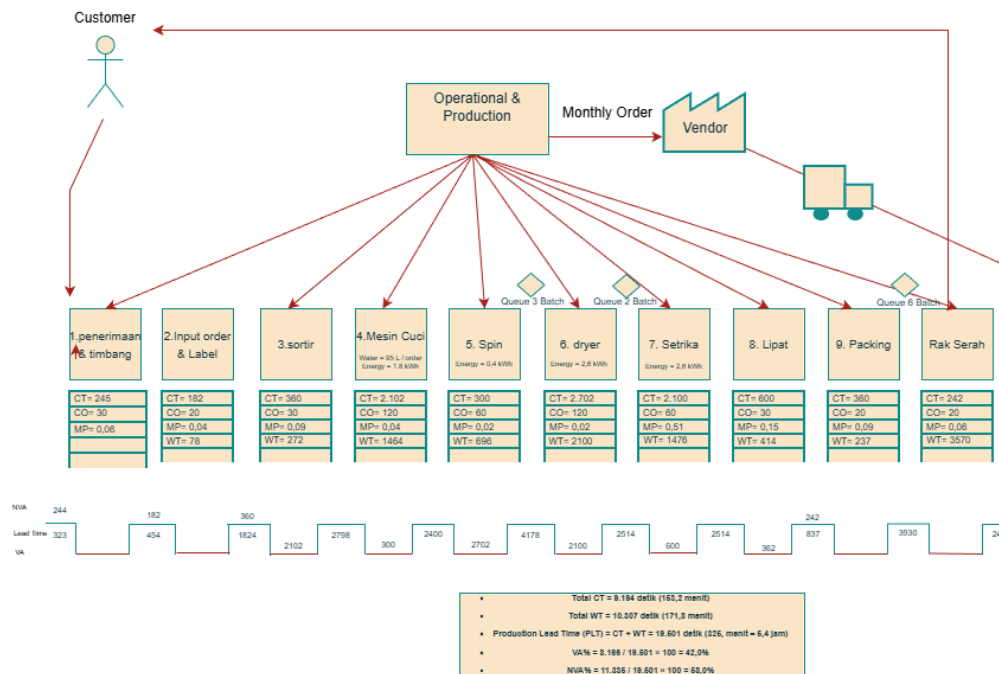 Customer
Operational &
Production
Monthly Order
Vendor
Queue 3 Batch
Queue 2 Batch
Queue 6 Batch
1.penerimaan
& timbang
2.Input order
& Label
3.sortir
4.Mesin Cuci
Water = 95 L / order
Energy = 1.8 kWh
5. Spin
Energy = 0,4 kWh
6. dryer
Energy = 2,6 kWh
7. Setrika
Energy = 2,6 kWh
8. Lipat
9. Packing
Rak Serah
CT= 245
CO= 30
MP= 0,06
CT= 182
CO= 20
MP= 0,04
WT= 78
CT= 360
CO= 30
MP= 0,09
WT= 272
CT= 2.102
CO= 120
MP= 0,04
WT= 1464
CT= 300
CO= 60
MP= 0,02
WT= 696
CT= 2.702
CO= 120
MP= 0,02
WT= 2100
CT= 2.100
CO= 60
MP= 0,51
WT= 1476
CT= 600
CO= 30
MP= 0,15
WT= 414
CT= 360
CO= 20
MP= 0,09
WT= 237
CT= 242
CO= 20
MP= 0,06
WT= 3570
NVA 244 182 360 242
Lead Time 323 454 1824 2798 2400 4178 2514 2514 837 3930
VA 2102 300 2702 2100 600 362
• Total CT = 9.194 detik (153,2 menit)
• Total WT = 10.307 detik (171,8 menit)
• Production Lead Time (PLT) = CT + WT = 19.501 detik (325, menit = 5,4 jam)
• VA% = 8.166 / 19.501 × 100 = 42,0%
• NVA% = 11.335 / 19.501 × 100 = 58,0%